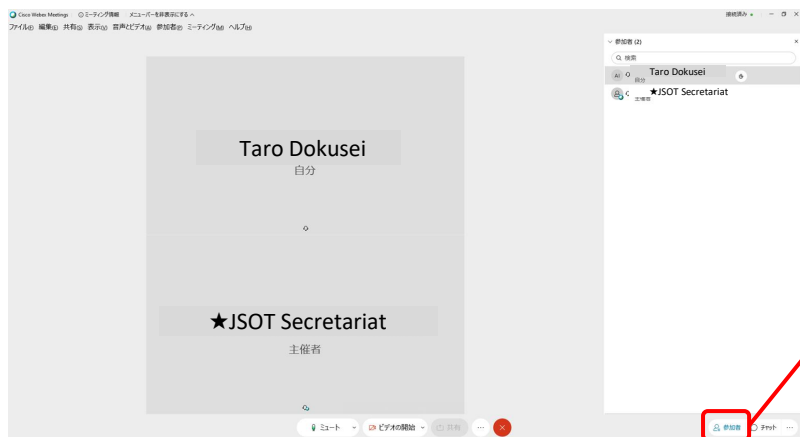 Cisco Webex Meetings ミーティング情報 メニューバーを非表示にする 接続済み
ファイル(F) 編集(E) 共有(S) 表示(V) 音声とビデオ(A) 参加者(P) ミーティング(M) ヘルプ(H)
参加者 (2)
検索
Taro Dokusei
自分
★JSOT Secretariat
主催者
Taro Dokusei
自分
★JSOT Secretariat
主催者
ミュート ビデオの開始 共有 参加者 チャット